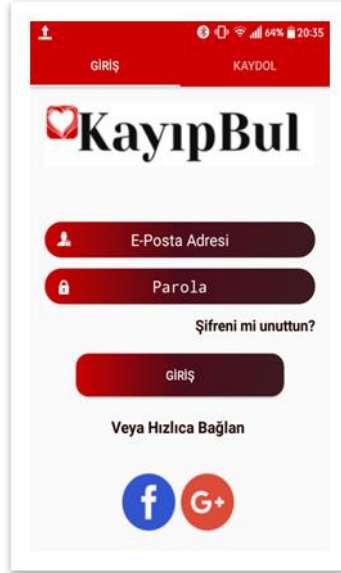 64% 20:35
GİRİŞ KAYDOL
KayıpBul
E-Posta Adresi
Parola
Şifreni mi unuttun?
GİRİŞ
Veya Hızlıca Bağlan
f G+